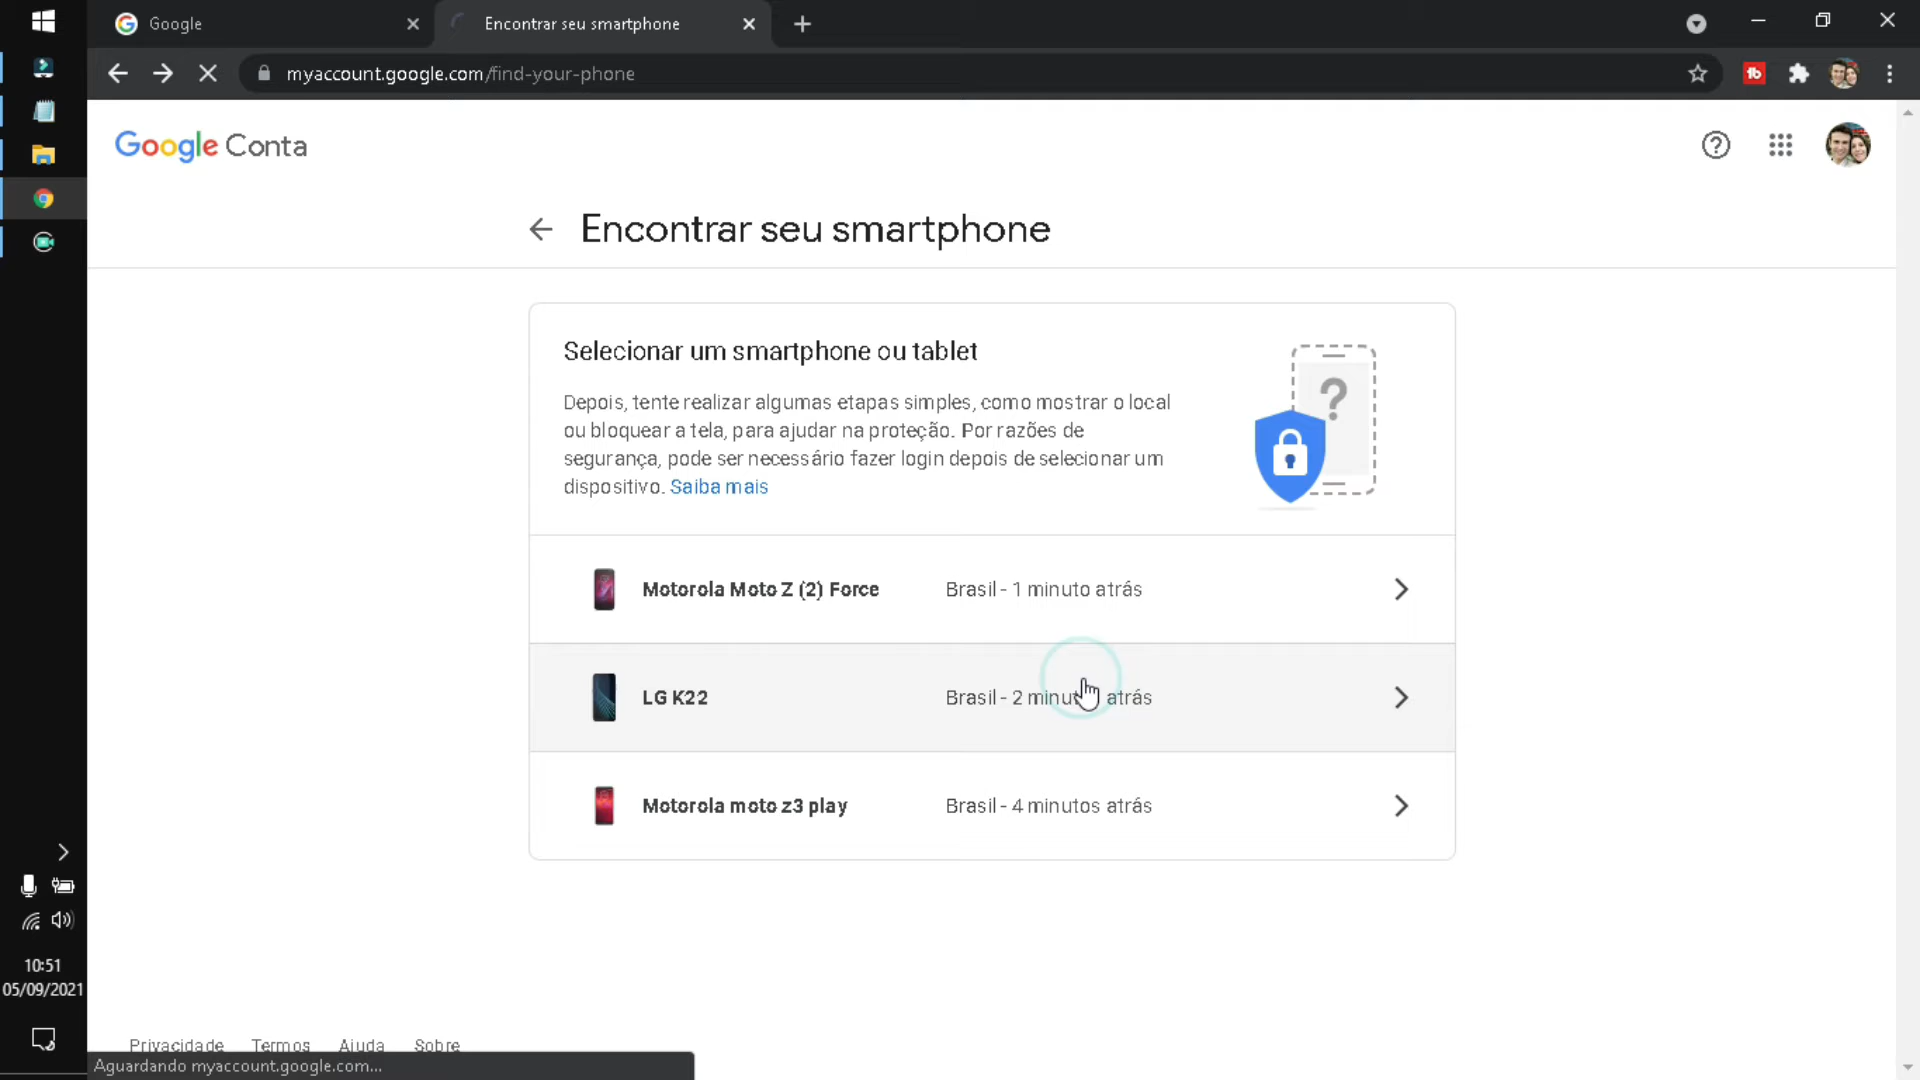 Google
Encontrar seu smartphone
myaccount.google.com/find-your-phone
Google Conta
Encontrar seu smartphone
Selecionar um smartphone ou tablet
Depois, tente realizar algumas etapas simples, como mostrar o local
ou bloquear a tela, para ajudar na proteção. Por razões de
segurança, pode ser necessário fazer login depois de selecionar um
dispositivo. Saiba mais
Motorola Moto Z (2) Force Brasil - 1 minuto atrás
LG K22 Brasil - 2 minutos atrás
Motorola moto z3 play Brasil - 4 minutos atrás
10:51
05/09/2021
Privacidade Termos Ajuda Sobre
Aguardando myaccount.google.com...